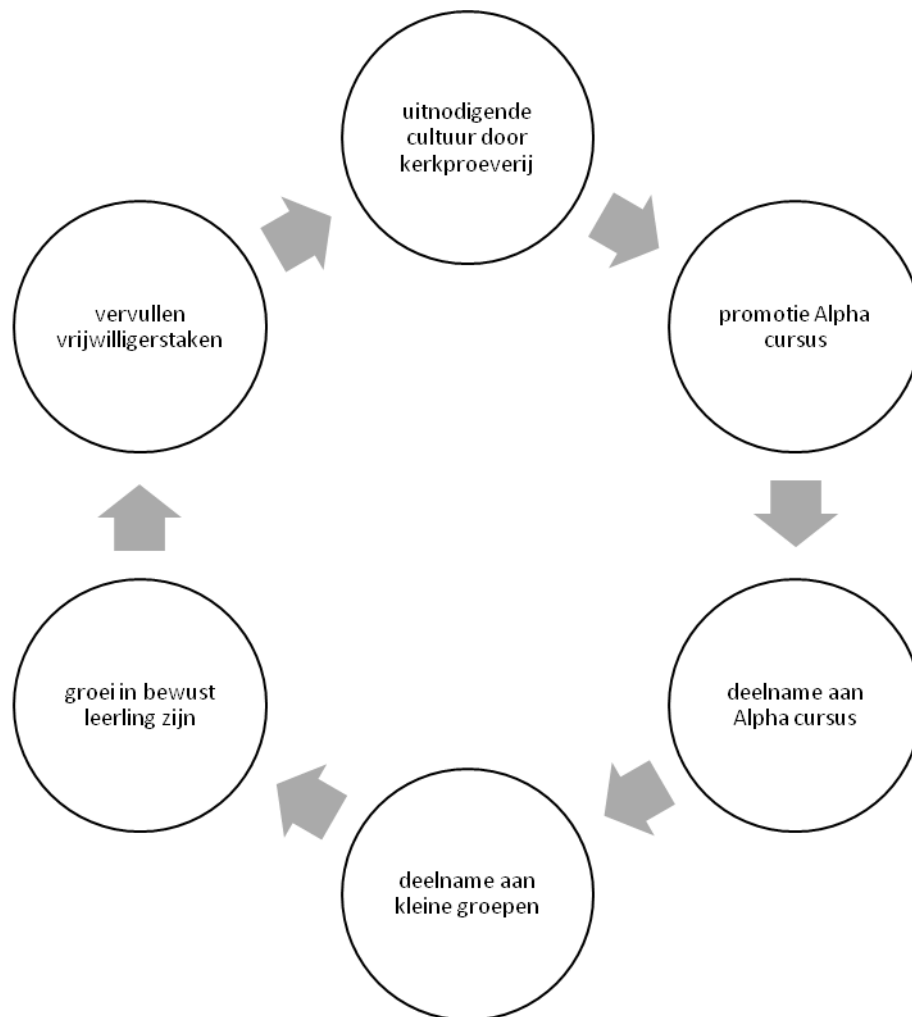 uitnodigende
cultuur door
kerkproeverij
promotie Alpha
cursus
deelname aan
Alpha cursus
deelname aan
kleine groepen
groei in bewust
leerling zijn
vervullen
vrijwilligerstaken